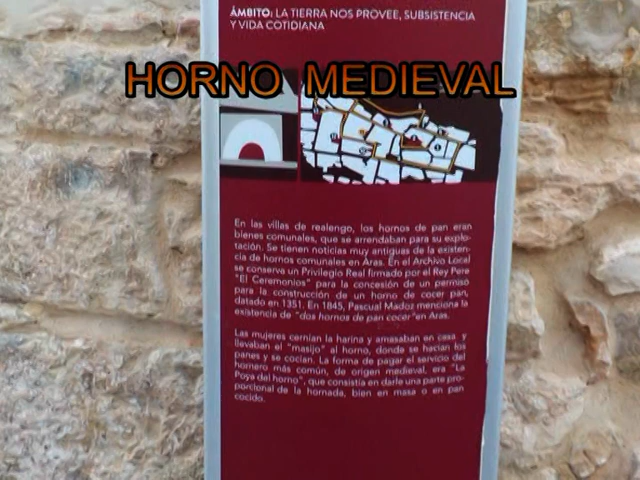 ÁMBITO: LA TIERRA NOS PROVEE, SUBSISTENCIA
Y VIDA COTIDIANA
HORNO MEDIEVAL
En las villas de realengo, los hornos de pan eran
bienes comunales, que se arrendaban para su explo-
tación. Se tienen noticias muy antiguas de la existen-
cia de hornos comunales en Aras. En el Archivo Local
se conserva un Privilegio Real firmado por el Rey Pere
"El Ceremonios" para la concesión de un permiso
para la construcción de un horno de cocer pan,
datado en 1351. En 1845, Pascual Madoz menciona la
existencia de "dos hornos de pan cocer" en Aras.
Las mujeres cernían la harina y amasaban en casa y
llevaban el "masijo" al horno, donde se hacían los
panes y se cocían. La forma de pagar el servicio del
hornero más común, de origen medieval, era "La
Poya del horno", que consistía en darle una parte pro-
porcional de la hornada, bien en masa o en pan
cocido.